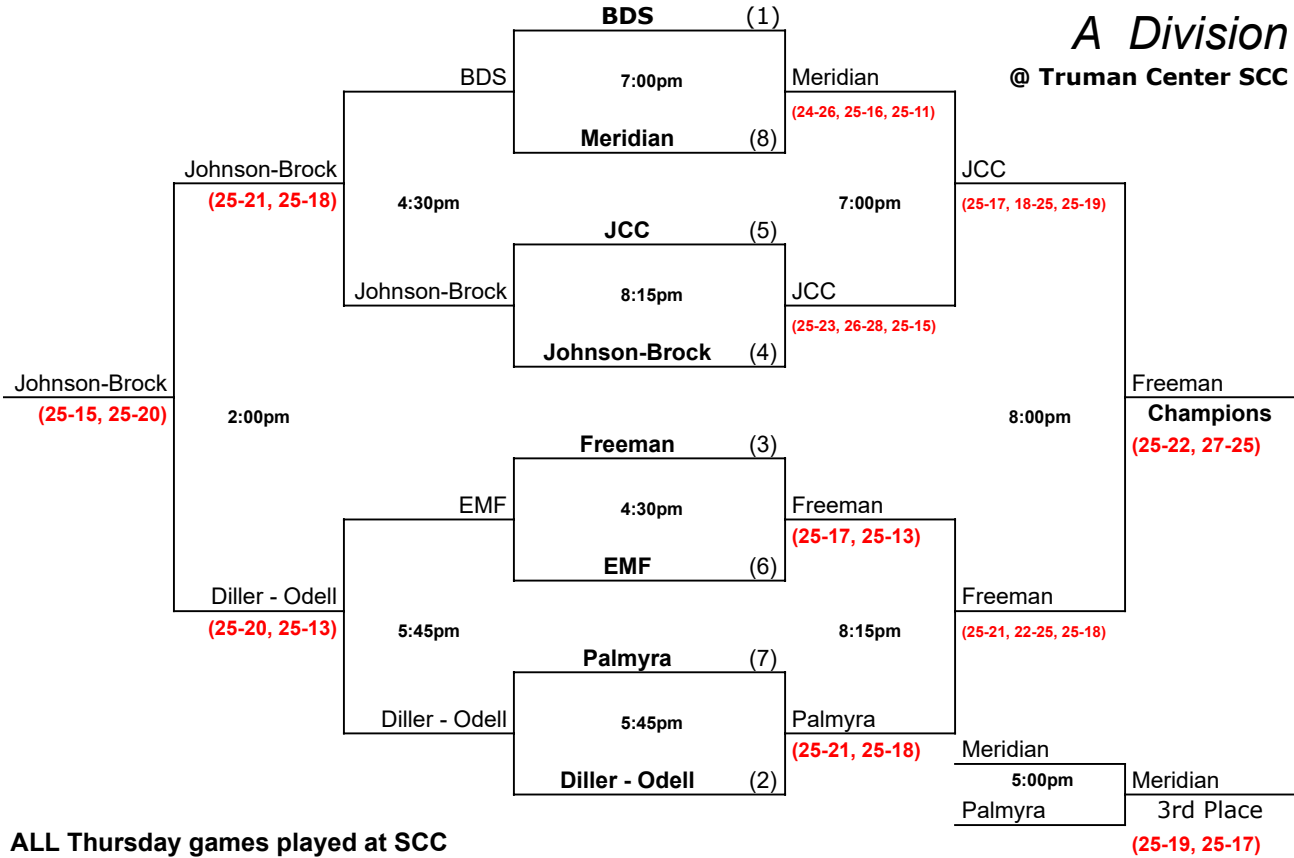 BDS (1)
A Division
@ Truman Center SCC
BDS
7:00pm
Meridian
(24-26, 25-16, 25-11)
Meridian (8)
Johnson-Brock
(25-21, 25-18)
4:30pm
7:00pm
JCC
(25-17, 18-25, 25-19)
JCC (5)
Johnson-Brock
8:15pm
JCC
(25-23, 26-28, 25-15)
Johnson-Brock (4)
Johnson-Brock
(25-15, 25-20)
2:00pm
8:00pm
Freeman
Champions
(25-22, 27-25)
Freeman (3)
EMF
4:30pm
Freeman
(25-17, 25-13)
EMF (6)
Diller - Odell
(25-20, 25-13)
5:45pm
8:15pm
Freeman
(25-21, 22-25, 25-18)
Palmyra (7)
Diller - Odell
5:45pm
Palmyra
(25-21, 25-18)
Diller - Odell (2)
Meridian
5:00pm
Palmyra
Meridian
3rd Place
(25-19, 25-17)
ALL Thursday games played at SCC